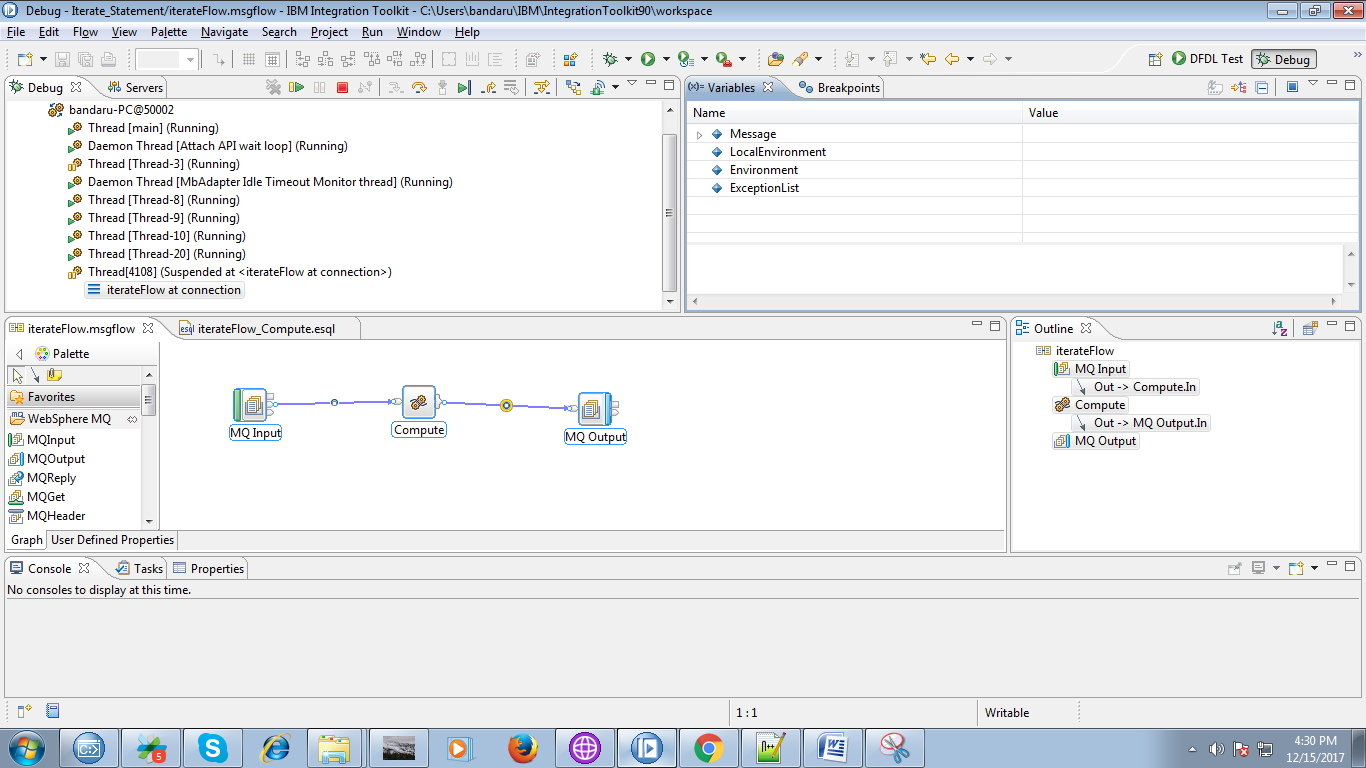 Debug - Iterate_Statement/iterateFlow.msgflow - IBM Integration Toolkit - C:\Users\bandaru\IBM\IntegrationToolkit90\workspace
File Edit Flow View Palette Navigate Search Project Run Window Help
DFDL Test Debug
Debug Servers
bandaru-PC@50002
Thread [main] (Running)
Daemon Thread [Attach API wait loop] (Running)
Thread [Thread-3] (Running)
Daemon Thread [MbAdapter Idle Timeout Monitor thread] (Running)
Thread [Thread-8] (Running)
Thread [Thread-9] (Running)
Thread [Thread-10] (Running)
Thread [Thread-20] (Running)
Thread[4108] (Suspended at <iterateFlow at connection>)
iterateFlow at connection
(x)= Variables Breakpoints
Name Value
Message
LocalEnvironment
Environment
ExceptionList
iterateFlow.msgflow esql iterateFlow_Compute.esql
Palette
Favorites
WebSphere MQ
MQInput
MQOutput
MQReply
MQGet
MQHeader
MQ Input Compute MQ Output
Graph User Defined Properties
Outline
iterateFlow
MQ Input
Out -> Compute.In
Compute
Out -> MQ Output.In
MQ Output
Console Tasks Properties
No consoles to display at this time.
1 : 1 Writable
5
4:30 PM
12/15/2017